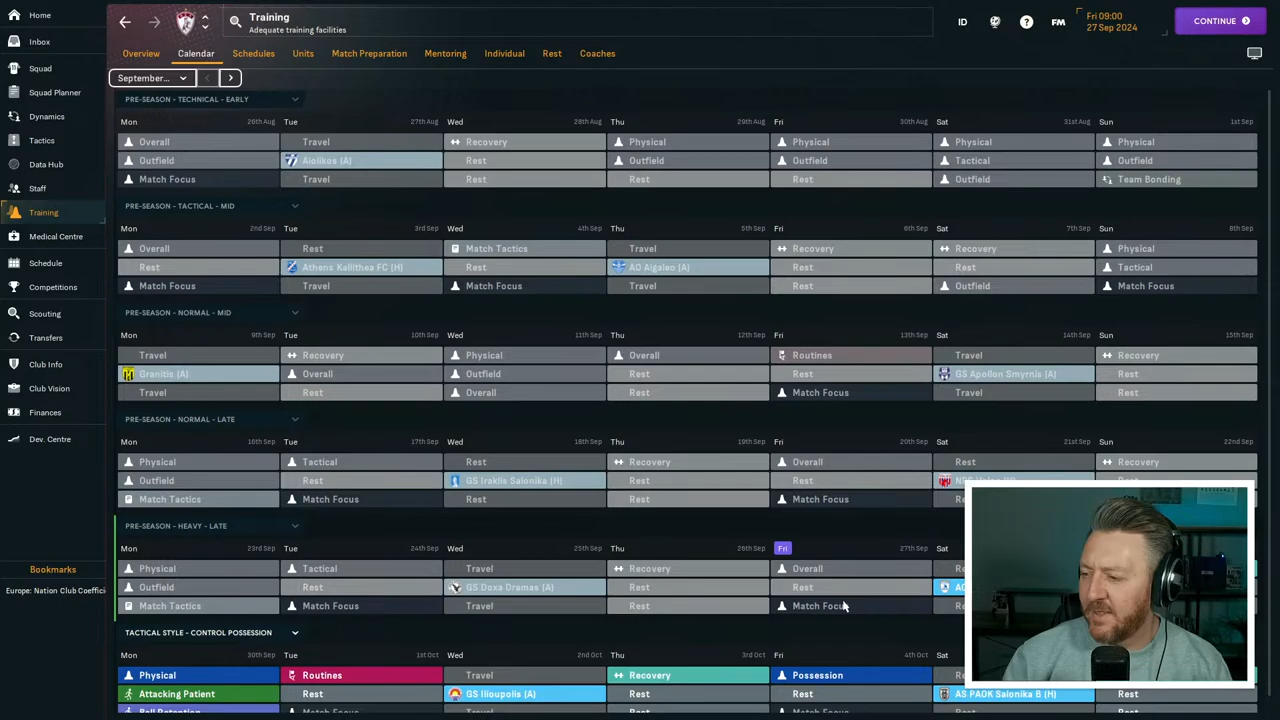 Home
Inbox
Squad
Squad Planner
Dynamics
Tactics
Data Hub
Staff
Training
Medical Centre
Schedule
Competitions
Scouting
Transfers
Club Info
Club Vision
Finances
Dev. Centre
Bookmarks
Europe: Nation Club Coeffici
Training
Adequate training facilities
ID
FM
Fri 09:00
27 Sep 2024
CONTINUE
Overview Calendar Schedules Units Match Preparation Mentoring Individual Rest Coaches
September...
PRE-SEASON - TECHNICAL - EARLY
Mon 26th Aug Tue 27th Aug Wed 28th Aug Thu 29th Aug Fri 30th Aug Sat 31st Aug Sun 1st Sep
Overall Travel Recovery Physical Physical Physical Physical
Outfield Aiolikos (A) Rest Outfield Outfield Tactical Outfield
Match Focus Travel Rest Rest Rest Outfield Team Bonding
PRE-SEASON - TACTICAL - MID
Mon 2nd Sep Tue 3rd Sep Wed 4th Sep Thu 5th Sep Fri 6th Sep Sat 7th Sep Sun 8th Sep
Overall Rest Match Tactics Travel Recovery Recovery Physical
Rest Athens Kallithea FC (H) Rest AO Aigaleo (A) Rest Rest Tactical
Match Focus Travel Match Focus Travel Rest Outfield Match Focus
PRE-SEASON - NORMAL - MID
Mon 9th Sep Tue 10th Sep Wed 11th Sep Thu 12th Sep Fri 13th Sep Sat 14th Sep Sun 15th Sep
Travel Recovery Physical Overall Routines Travel Recovery
Granitis (A) Overall Outfield Rest Rest GS Apollon Smyrnis (A) Rest
Travel Rest Overall Rest Match Focus Travel Rest
PRE-SEASON - NORMAL - LATE
Mon 16th Sep Tue 17th Sep Wed 18th Sep Thu 19th Sep Fri 20th Sep Sat 21st Sep Sun 22nd Sep
Physical Tactical Rest Recovery Overall Rest Recovery
Outfield Rest GS Iraklis Salonika (H) Rest Rest Rest
Match Tactics Match Focus Rest Rest Match Focus
PRE-SEASON - HEAVY - LATE
Mon 23rd Sep Tue 24th Sep Wed 25th Sep Thu 26th Sep Fri 27th Sep Sat
Physical Tactical Travel Recovery Overall
Outfield Rest GS Doxa Dramas (A) Rest Rest
Match Tactics Match Focus Travel Rest Match Focus
TACTICAL STYLE - CONTROL POSSESSION
Mon 30th Sep Tue 1st Oct Wed 2nd Oct Thu 3rd Oct Fri 4th Oct Sat
Physical Routines Travel Recovery Possession Rest Rest
Attacking Patient Rest GS Ilioupolis (A) Rest Rest AS PAOK Salonika B (H) Rest
Ball Retention Match Focus Travel Rest Match Focus Rest Rest